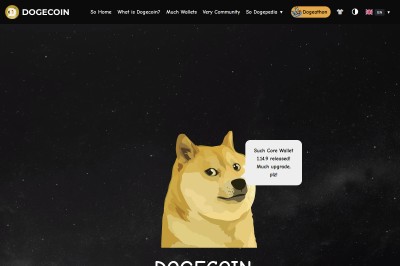 DOGECOIN
So Home What is Dogecoin? Much Wallets Very Community So Dogepedia Dogeathon EN
Such Core Wallet
1.14.9 released!
Much upgrade,
plz!
DOGECOIN